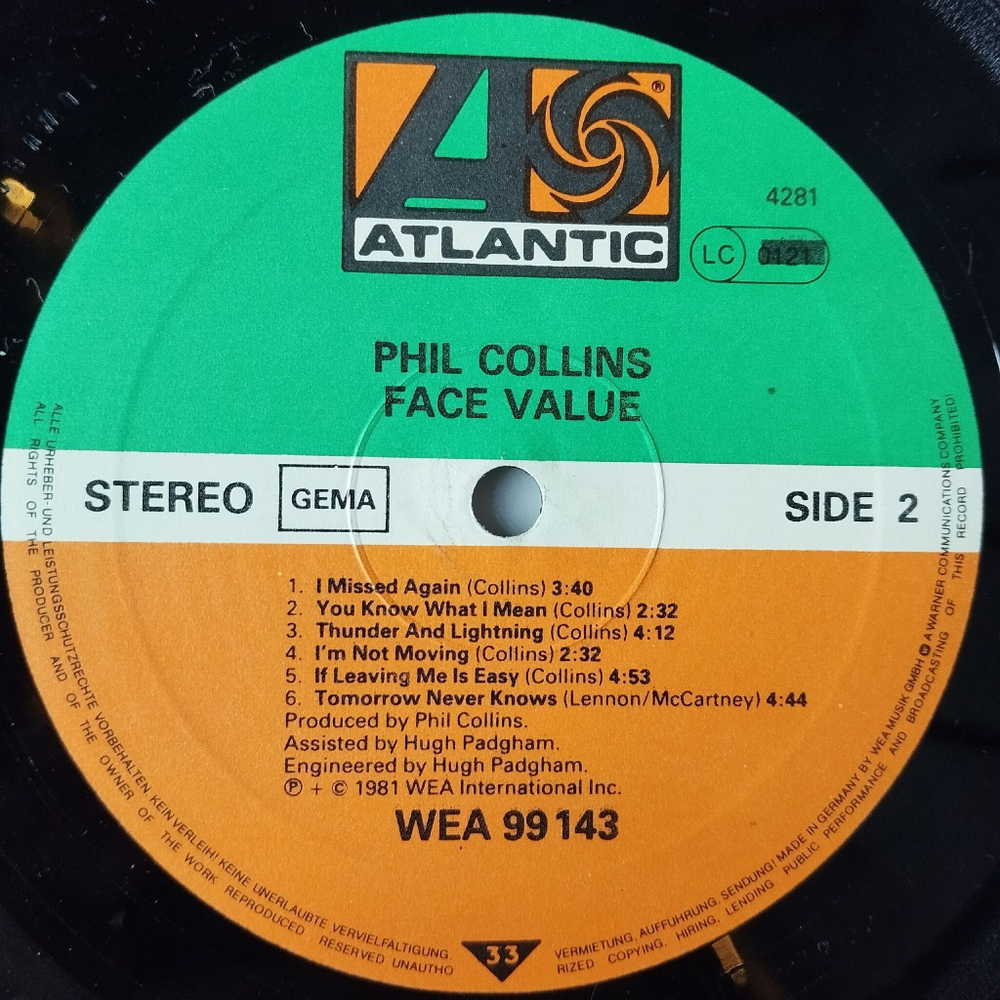 ®
ATLANTIC
4281
LC 0121
PHIL COLLINS
FACE VALUE
STEREO GEMA SIDE 2
1. I Missed Again (Collins) 3:40
2. You Know What I Mean (Collins) 2:32
3. Thunder And Lightning (Collins) 4:12
4. I'm Not Moving (Collins) 2:32
5. If Leaving Me Is Easy (Collins) 4:53
6. Tomorrow Never Knows (Lennon/McCartney) 4:44
Produced by Phil Collins.
Assisted by Hugh Padgham.
Engineered by Hugh Padgham.
℗ + © 1981 WEA International Inc.
WEA 99 143
33
ALLE URHEBER-UND LEISTUNGSSCHUTZRECHTE VORBEHALTEN KEIN VERLEIH! KEINE UNERLAUBTE VERVIELFÄLTIGUNG, VERMIETUNG, AUFFÜHRUNG, SENDUNG! MADE IN GERMANY BY WEA MUSIK GMBH A WARNER COMMUNICATIONS COMPANY
ALL RIGHTS OF THE PRODUCER AND OF THE OWNER OF THE WORK REPRODUCED RESERVED UNAUTHORIZED COPYING, HIRING, LENDING PUBLIC PERFORMANCE AND BROADCASTING OF THIS RECORD PROHIBITED!